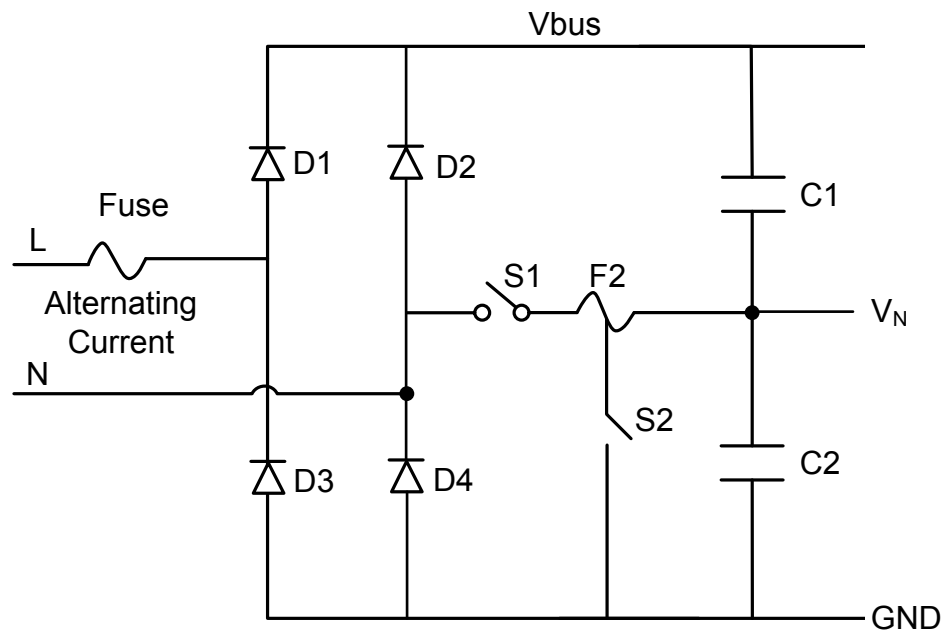 Vbus
D1
D2
C1
Fuse
L
S1
F2
Alternating
Current
V_N
N
S2
D3
D4
C2
GND